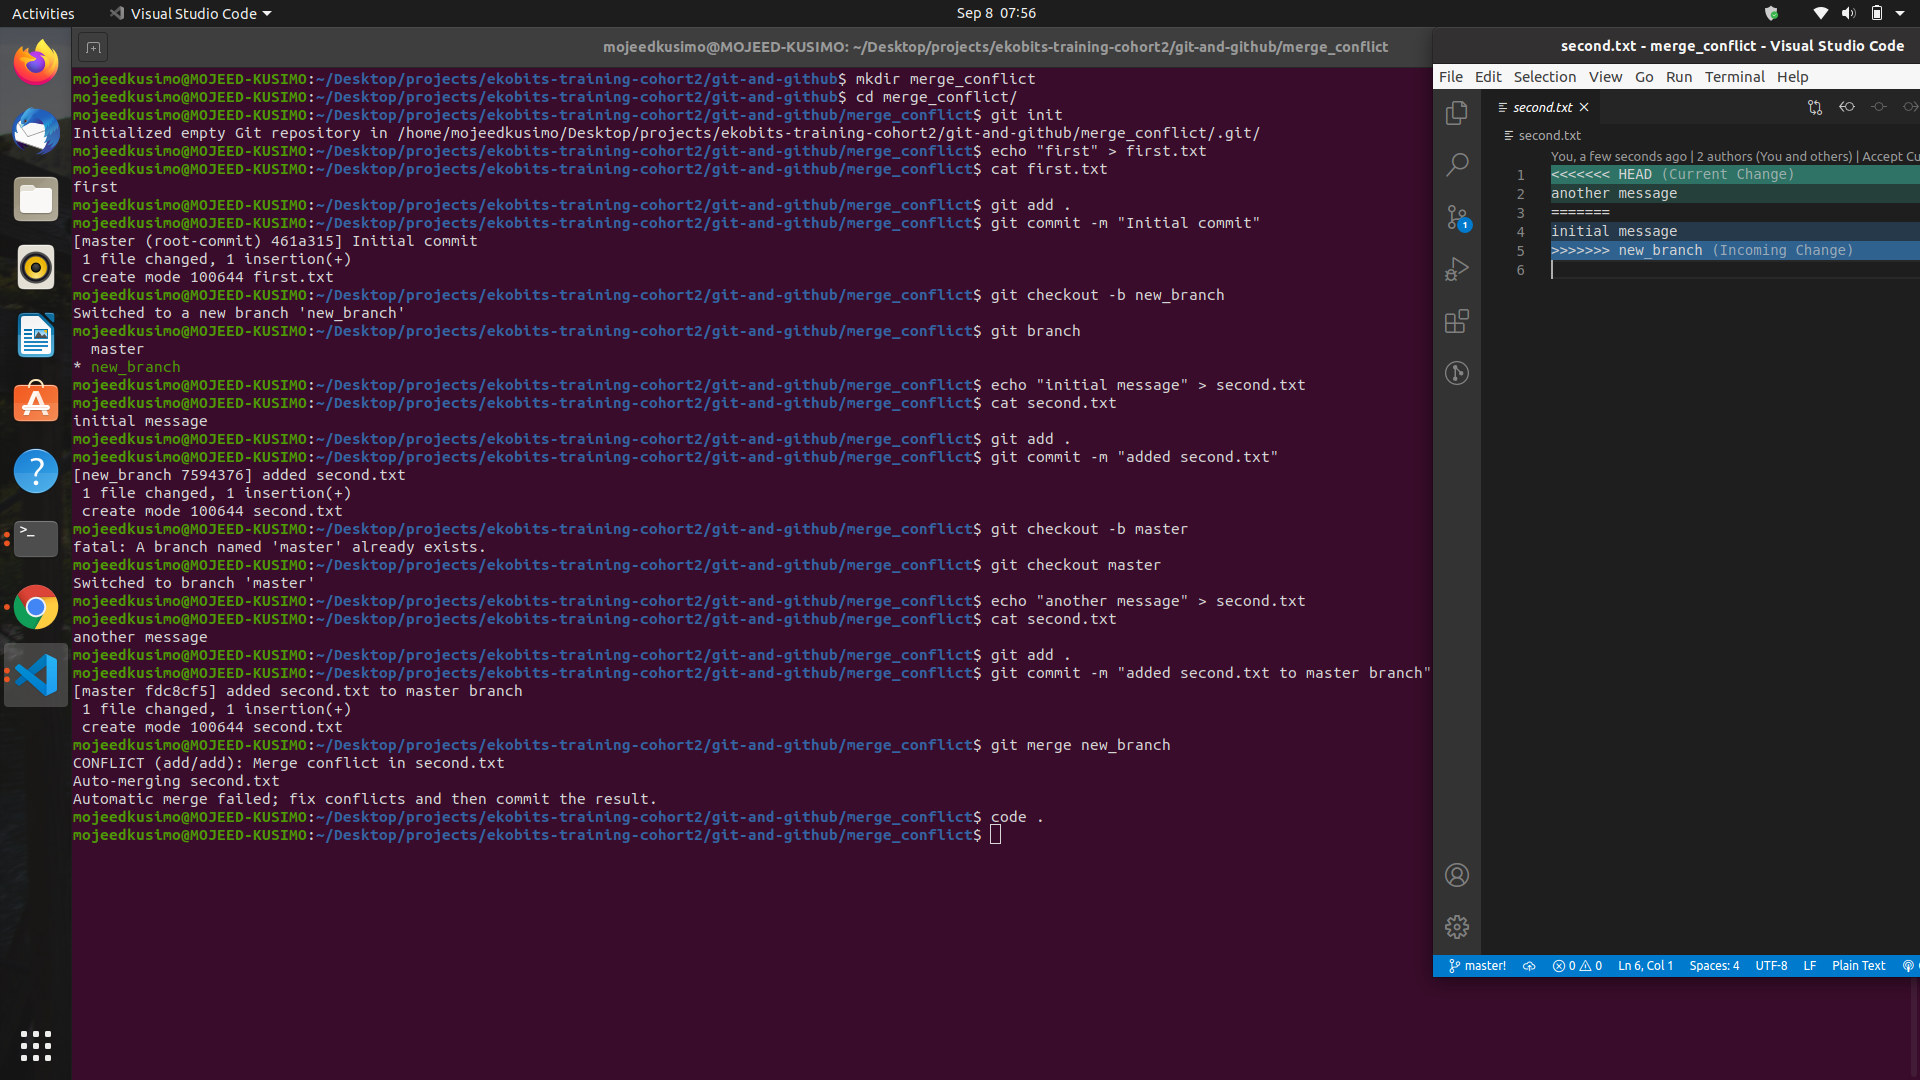 Activities
Visual Studio Code
Sep 8 07:56
mojeedkusimo@MOJEED-KUSIMO: ~/Desktop/projects/ekobits-training-cohort2/git-and-github/merge_conflict
mojeedkusimo@MOJEED-KUSIMO:~/Desktop/projects/ekobits-training-cohort2/git-and-github$ mkdir merge_conflict
mojeedkusimo@MOJEED-KUSIMO:~/Desktop/projects/ekobits-training-cohort2/git-and-github$ cd merge_conflict/
mojeedkusimo@MOJEED-KUSIMO:~/Desktop/projects/ekobits-training-cohort2/git-and-github/merge_conflict$ git init
Initialized empty Git repository in /home/mojeedkusimo/Desktop/projects/ekobits-training-cohort2/git-and-github/merge_conflict/.git/
mojeedkusimo@MOJEED-KUSIMO:~/Desktop/projects/ekobits-training-cohort2/git-and-github/merge_conflict$ echo "first" > first.txt
mojeedkusimo@MOJEED-KUSIMO:~/Desktop/projects/ekobits-training-cohort2/git-and-github/merge_conflict$ cat first.txt
first
mojeedkusimo@MOJEED-KUSIMO:~/Desktop/projects/ekobits-training-cohort2/git-and-github/merge_conflict$ git add .
mojeedkusimo@MOJEED-KUSIMO:~/Desktop/projects/ekobits-training-cohort2/git-and-github/merge_conflict$ git commit -m "Initial commit"
[master (root-commit) 461a315] Initial commit
 1 file changed, 1 insertion(+)
 create mode 100644 first.txt
mojeedkusimo@MOJEED-KUSIMO:~/Desktop/projects/ekobits-training-cohort2/git-and-github/merge_conflict$ git checkout -b new_branch
Switched to a new branch 'new_branch'
mojeedkusimo@MOJEED-KUSIMO:~/Desktop/projects/ekobits-training-cohort2/git-and-github/merge_conflict$ git branch
  master
* new_branch
mojeedkusimo@MOJEED-KUSIMO:~/Desktop/projects/ekobits-training-cohort2/git-and-github/merge_conflict$ echo "initial message" > second.txt
mojeedkusimo@MOJEED-KUSIMO:~/Desktop/projects/ekobits-training-cohort2/git-and-github/merge_conflict$ cat second.txt
initial message
mojeedkusimo@MOJEED-KUSIMO:~/Desktop/projects/ekobits-training-cohort2/git-and-github/merge_conflict$ git add .
mojeedkusimo@MOJEED-KUSIMO:~/Desktop/projects/ekobits-training-cohort2/git-and-github/merge_conflict$ git commit -m "added second.txt"
[new_branch 7594376] added second.txt
 1 file changed, 1 insertion(+)
 create mode 100644 second.txt
mojeedkusimo@MOJEED-KUSIMO:~/Desktop/projects/ekobits-training-cohort2/git-and-github/merge_conflict$ git checkout -b master
fatal: A branch named 'master' already exists.
mojeedkusimo@MOJEED-KUSIMO:~/Desktop/projects/ekobits-training-cohort2/git-and-github/merge_conflict$ git checkout master
Switched to branch 'master'
mojeedkusimo@MOJEED-KUSIMO:~/Desktop/projects/ekobits-training-cohort2/git-and-github/merge_conflict$ echo "another message" > second.txt
mojeedkusimo@MOJEED-KUSIMO:~/Desktop/projects/ekobits-training-cohort2/git-and-github/merge_conflict$ cat second.txt
another message
mojeedkusimo@MOJEED-KUSIMO:~/Desktop/projects/ekobits-training-cohort2/git-and-github/merge_conflict$ git add .
mojeedkusimo@MOJEED-KUSIMO:~/Desktop/projects/ekobits-training-cohort2/git-and-github/merge_conflict$ git commit -m "added second.txt to master branch"
[master fdc8cf5] added second.txt to master branch
 1 file changed, 1 insertion(+)
 create mode 100644 second.txt
mojeedkusimo@MOJEED-KUSIMO:~/Desktop/projects/ekobits-training-cohort2/git-and-github/merge_conflict$ git merge new_branch
CONFLICT (add/add): Merge conflict in second.txt
Auto-merging second.txt
Automatic merge failed; fix conflicts and then commit the result.
mojeedkusimo@MOJEED-KUSIMO:~/Desktop/projects/ekobits-training-cohort2/git-and-github/merge_conflict$ code .
mojeedkusimo@MOJEED-KUSIMO:~/Desktop/projects/ekobits-training-cohort2/git-and-github/merge_conflict$
second.txt - merge_conflict - Visual Studio Code
File Edit Selection View Go Run Terminal Help
second.txt
second.txt
You, a few seconds ago | 2 authors (You and others) | Accept Cu
1 <<<<<<< HEAD (Current Change)
2 another message
3 =======
4 initial message
5 >>>>>>> new_branch (Incoming Change)
6
1
master! 0 0 Ln 6, Col 1 Spaces: 4 UTF-8 LF Plain Text